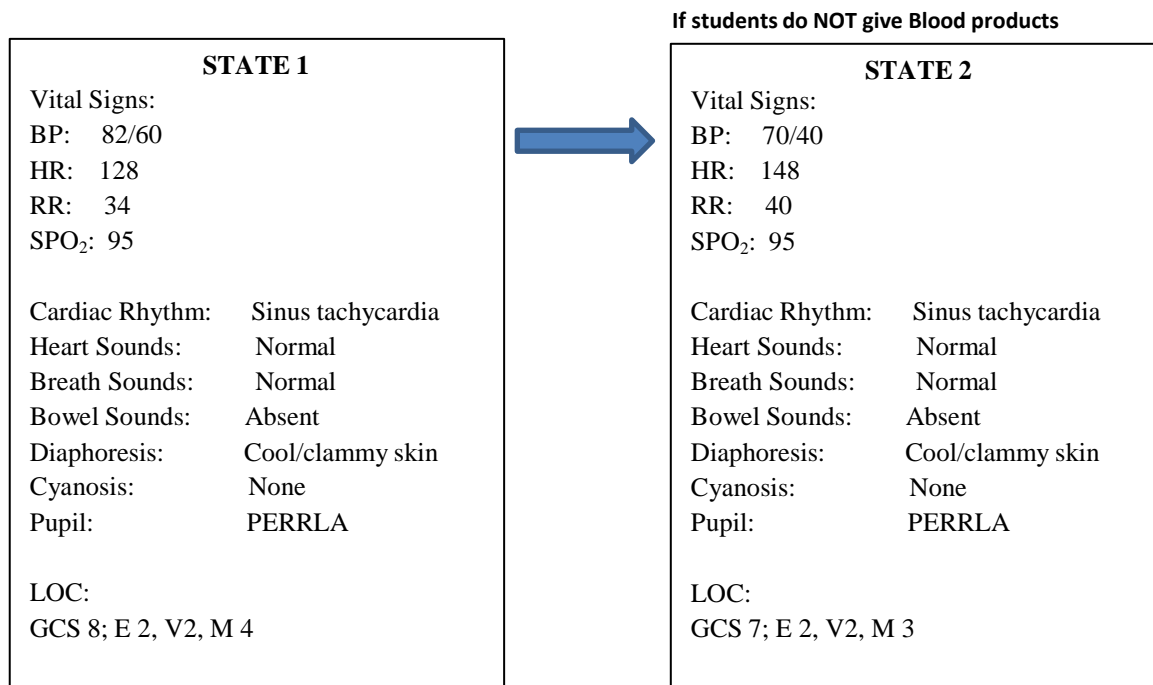 If students do NOT give Blood products
STATE 1
Vital Signs:
BP: 82/60
HR: 128
RR: 34
SPO₂: 95
Cardiac Rhythm: Sinus tachycardia
Heart Sounds: Normal
Breath Sounds: Normal
Bowel Sounds: Absent
Diaphoresis: Cool/clammy skin
Cyanosis: None
Pupil: PERRLA
LOC:
GCS 8; E 2, V2, M 4
STATE 2
Vital Signs:
BP: 70/40
HR: 148
RR: 40
SPO₂: 95
Cardiac Rhythm: Sinus tachycardia
Heart Sounds: Normal
Breath Sounds: Normal
Bowel Sounds: Absent
Diaphoresis: Cool/clammy skin
Cyanosis: None
Pupil: PERRLA
LOC:
GCS 7; E 2, V2, M 3